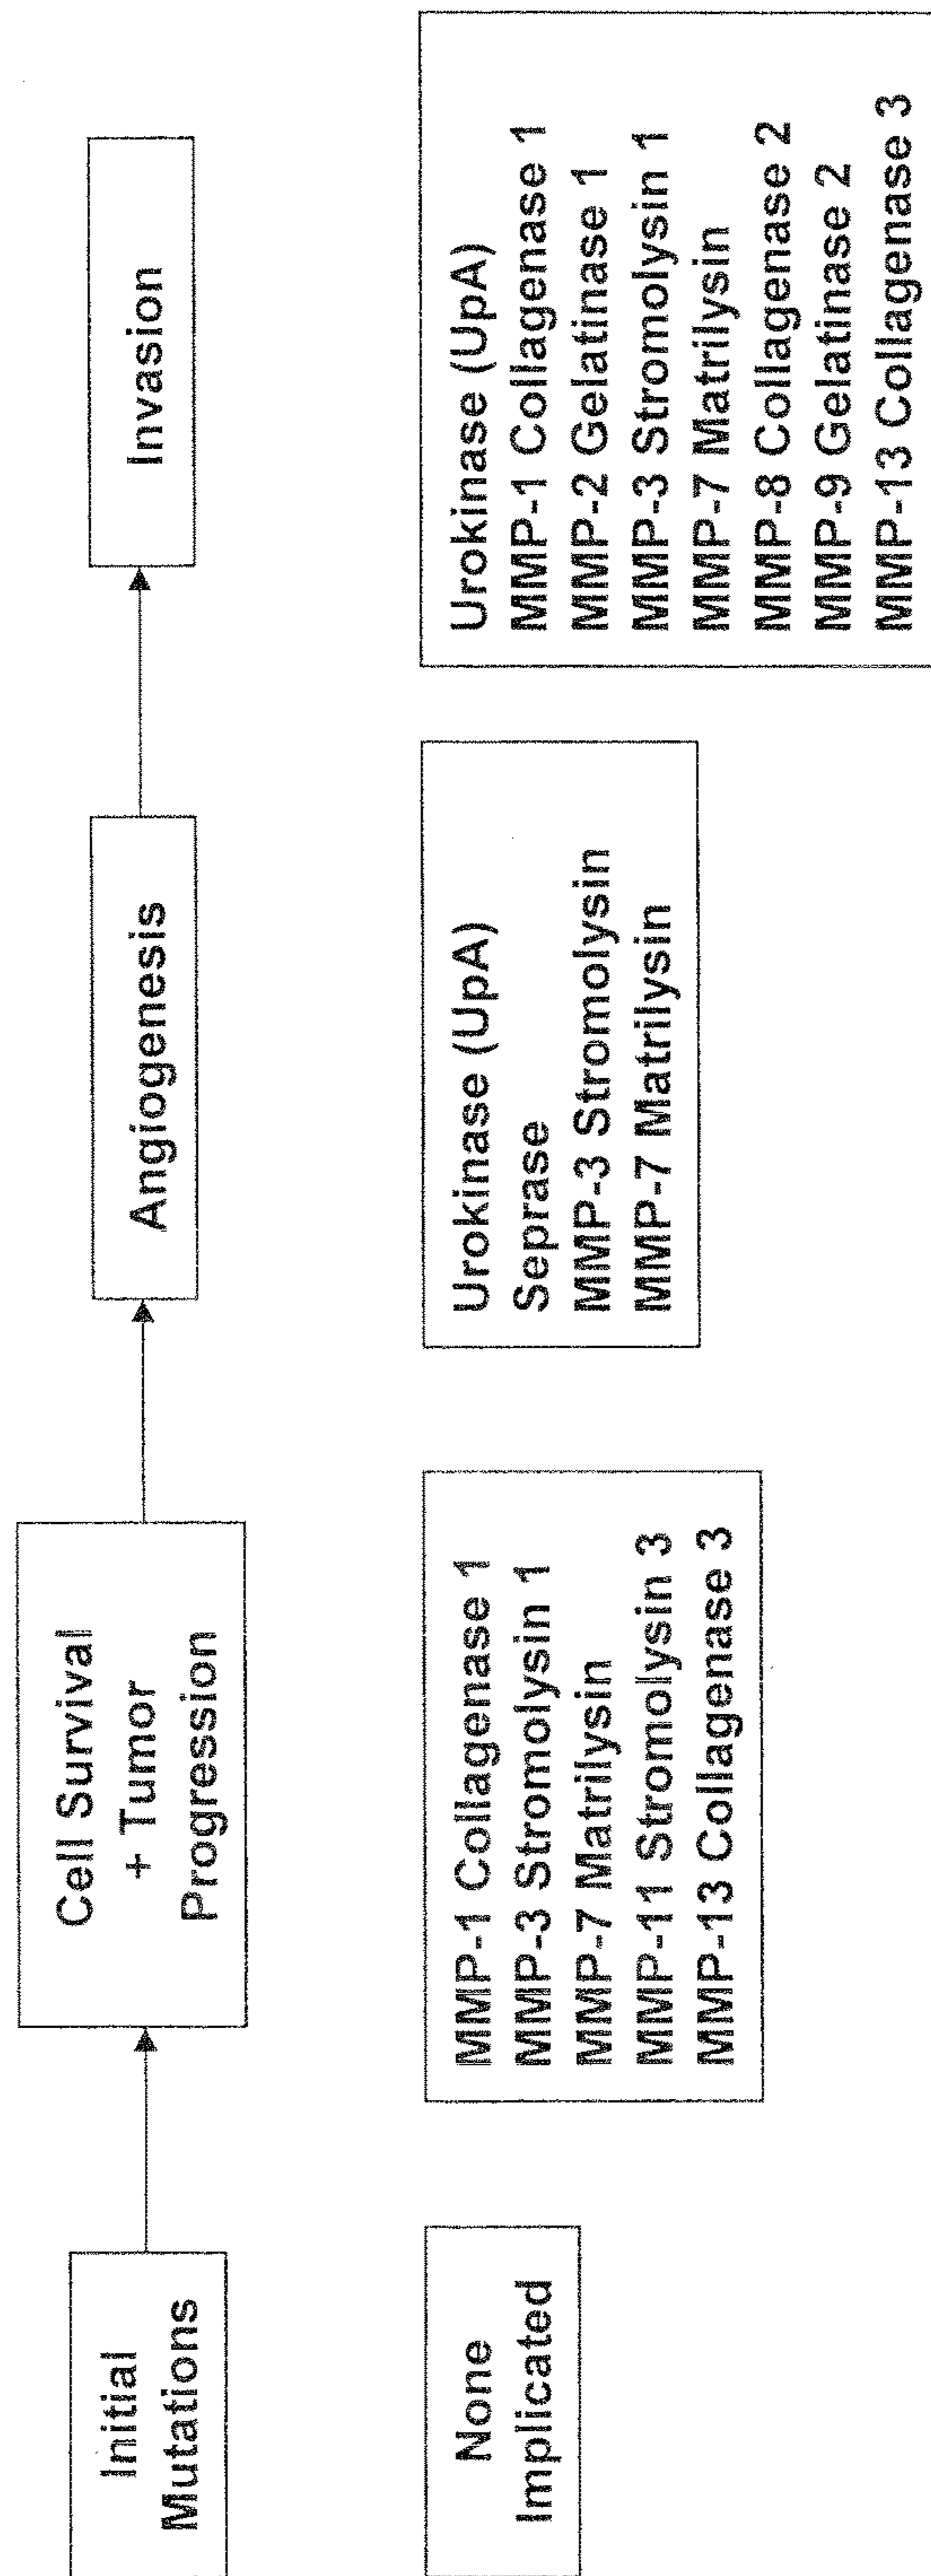 Initial
Mutations
Cell Survival
+ Tumor
Progression
Angiogenesis
Invasion
None
Implicated
MMP-1 Collagenase 1
MMP-3 Stromolysin 1
MMP-7 Matrilysin
MMP-11 Stromolysin 3
MMP-13 Collagenase 3
Urokinase (UpA)
Seprase
MMP-3 Stromolysin
MMP-7 Matrilysin
Urokinase (UpA)
MMP-1 Collagenase 1
MMP-2 Gelatinase 1
MMP-3 Stromolysin 1
MMP-7 Matrilysin
MMP-8 Collagenase 2
MMP-9 Gelatinase 2
MMP-13 Collagenase 3